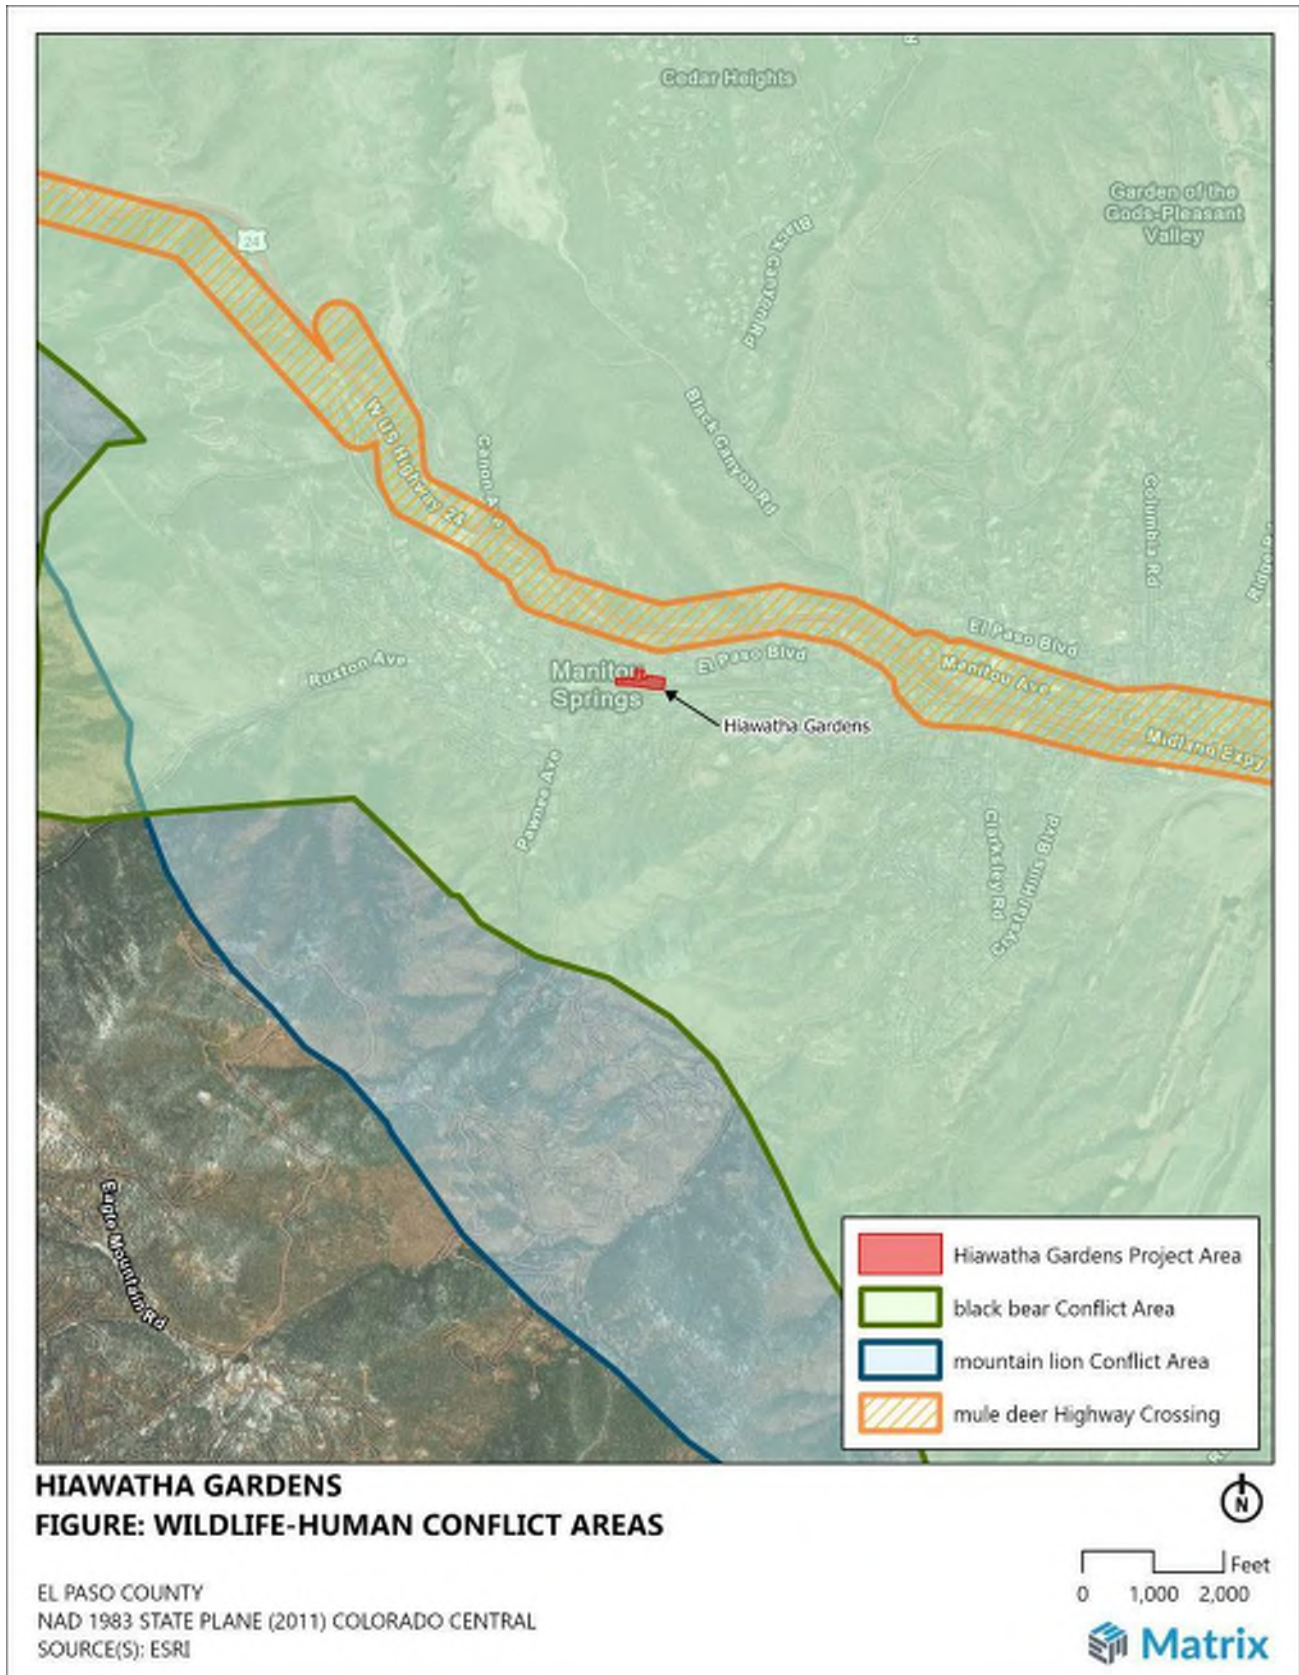 Cedar Heights
Garden of the
Gods-Pleasant
Valley
24
Black Canyon Rd
Black Canyon Rd
W US Highway 24
Canon Ave
Columbia Rd
El Paso Blvd
El Paso Blvd
Manitou Ave
Ruxton Ave
Manitou
Springs
Hiawatha Gardens
Midland Expy
Pawnee Ave
Clarksley Rd
Crystal Hills Blvd
Eagle Mountain Rd
Hiawatha Gardens Project Area
black bear Conflict Area
mountain lion Conflict Area
mule deer Highway Crossing
HIAWATHA GARDENS
FIGURE: WILDLIFE-HUMAN CONFLICT AREAS
N
EL PASO COUNTY
NAD 1983 STATE PLANE (2011) COLORADO CENTRAL
SOURCE(S): ESRI
Feet
0 1,000 2,000
Matrix